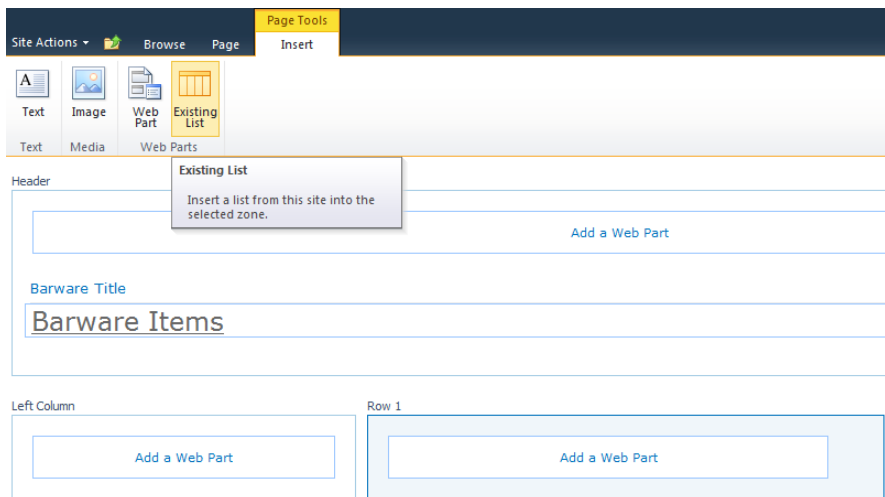 Page Tools
Site Actions Browse Page Insert
A
Text Image Web Part Existing List
Text Media Web Parts
Existing List
Insert a list from this site into the
selected zone.
Header
Add a Web Part
Barware Title
Barware Items
Left Column Row 1
Add a Web Part Add a Web Part